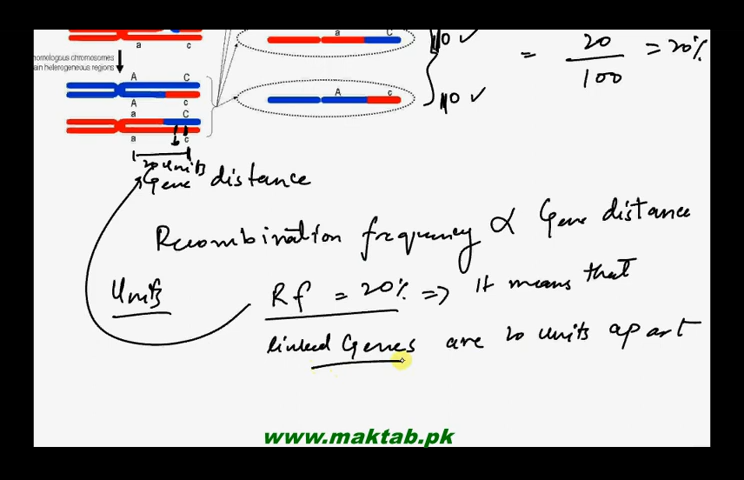 a c
a C
homologous chromosomes
an heterogeneous regions
A C
A c
a C
a c
A c
10 ✓
10 ✓
= 20/100 = 20%
20 units
Gene distance
Recombination frequency ∝ Gene distance
Units
Rf = 20% => It means that
linked Genes are 20 units apart
www.maktab.pk